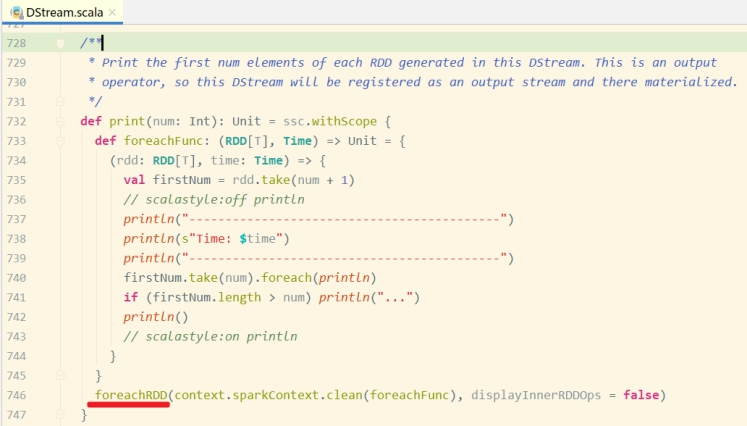 DStream.scala
727
728 /**
729 * Print the first num elements of each RDD generated in this DStream. This is an output
730 * operator, so this DStream will be registered as an output stream and there materialized.
731 */
732 def print(num: Int): Unit = ssc.withScope {
733 def foreachFunc: (RDD[T], Time) => Unit = {
734 (rdd: RDD[T], time: Time) => {
735 val firstNum = rdd.take(num + 1)
736 // scalastyle:off println
737 println("-------------------------------------------")
738 println(s"Time: $time")
739 println("-------------------------------------------")
740 firstNum.take(num).foreach(println)
741 if (firstNum.length > num) println("...")
742 println()
743 // scalastyle:on println
744 }
745 }
746 foreachRDD(context.sparkContext.clean(foreachFunc), displayInnerRDDOps = false)
747 }